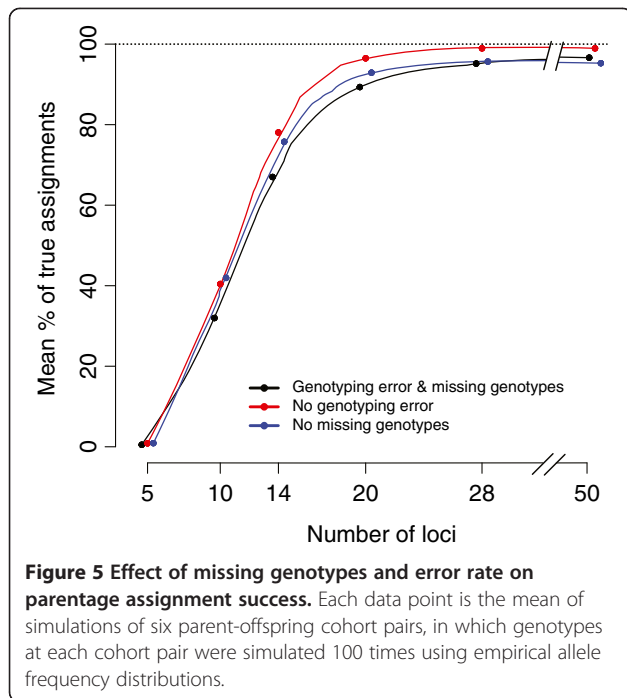 100
80
60
40
20
0
Mean % of true assignments
Genotyping error & missing genotypes
No genotyping error
No missing genotypes
5 10 14 20 28 50
Number of loci
Figure 5 Effect of missing genotypes and error rate on
parentage assignment success. Each data point is the mean of
simulations of six parent-offspring cohort pairs, in which genotypes
at each cohort pair were simulated 100 times using empirical allele
frequency distributions.